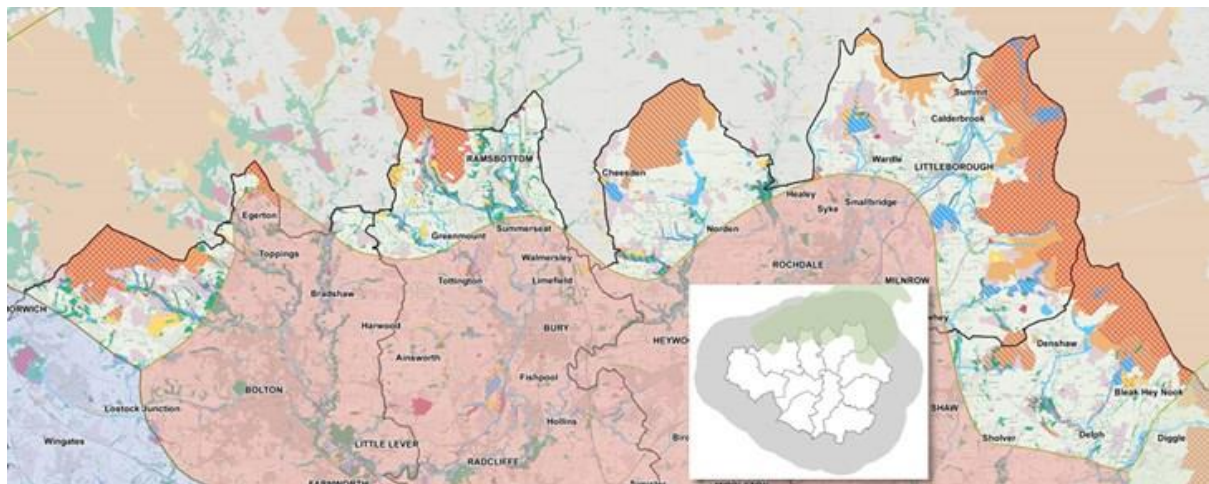 Summit
Calderbrook
RAMSBOTTOM
Wardle
LITTLEBOROUGH
Cheesden
Healey
Smallbridge
Syke
Egerton
Norden
Summerseat
Greenmount
Toppings
Walmersley
ROCHDALE
Tottington
Limefield
MILNROW
Bradshaw
HORWICH
Harwood
BURY
HEYWOO
Denshaw
Ainsworth
Fishpool
BOLTON
Bleak Hey Nook
Lostock Junction
SHAW
Hollins
Delph
Wingates
LITTLE LEVER
Sholver
Diggle
RADCLIFFE